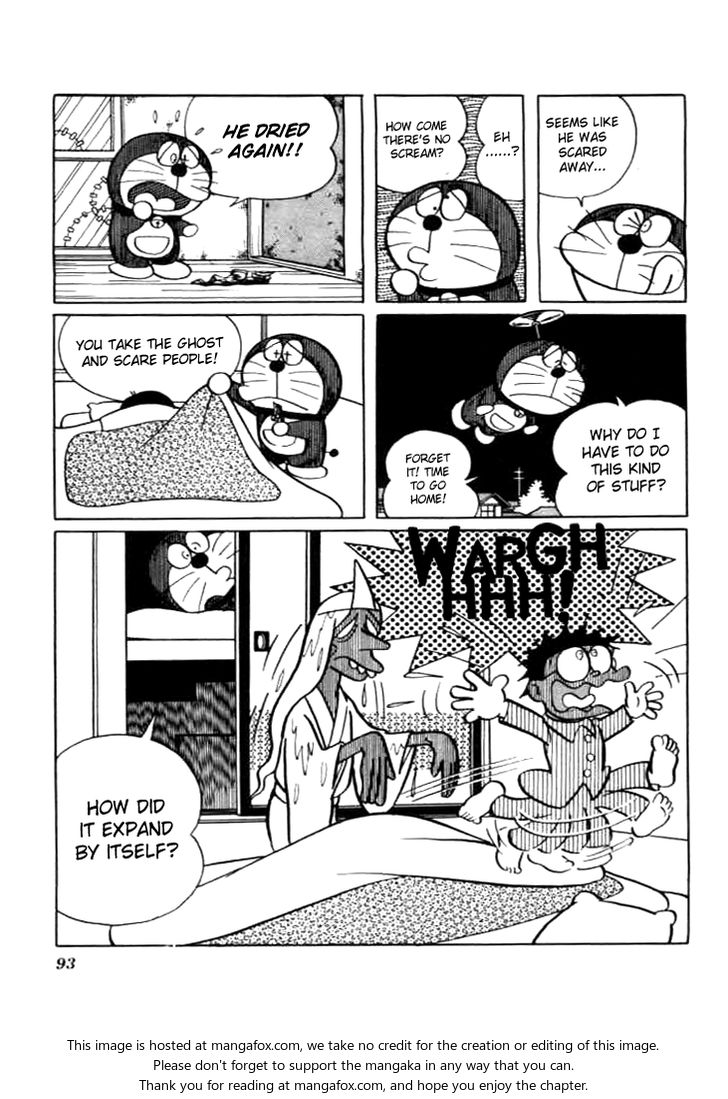 HE DRIED
AGAIN!!
HOW COME
THERE'S NO
SCREAM?
EH
......?
SEEMS LIKE
HE WAS
SCARED
AWAY...
YOU TAKE THE GHOST
AND SCARE PEOPLE!
WHY DO I
HAVE TO DO
THIS KIND
OF STUFF?
FORGET
IT! TIME
TO GO
HOME!
WARGH
HHH!
HOW DID
IT EXPAND
BY ITSELF?
93
This image is hosted at mangafox.com, we take no credit for the creation or editing of this image.
Please don't forget to support the mangaka in any way that you can.
Thank you for reading at mangafox.com, and hope you enjoy the chapter.